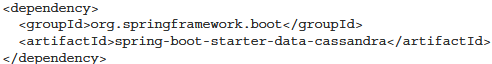 <dependency>
  <groupId>org.springframework.boot</groupId>
  <artifactId>spring-boot-starter-data-cassandra</artifactId>
</dependency>